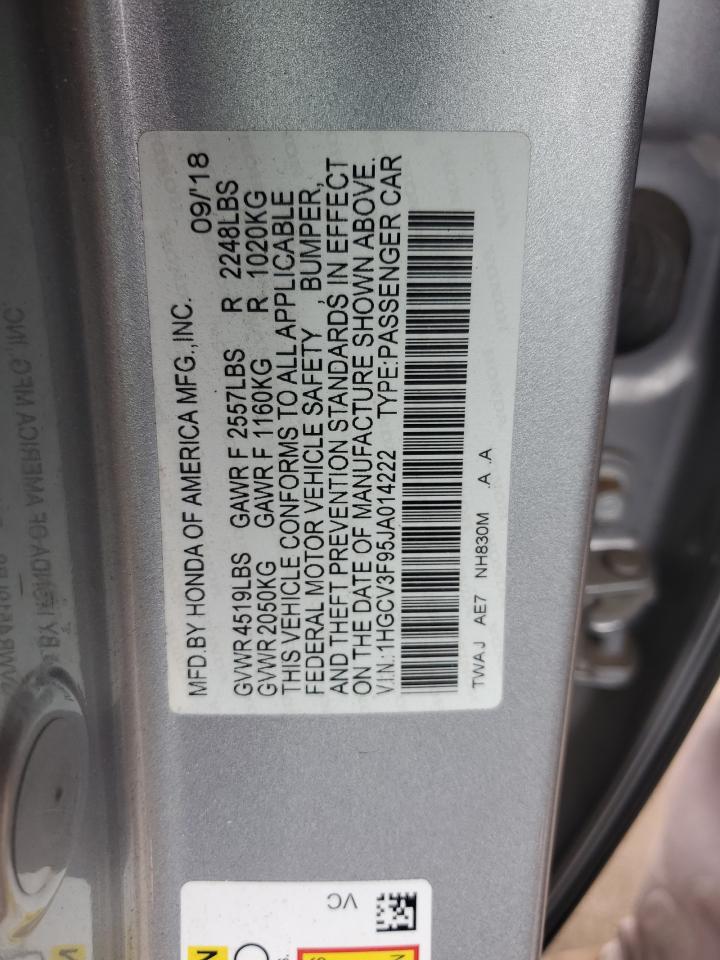 MFD.BY HONDA OF AMERICA MFG.,INC. 09/'18
GVWR 4519LBS GAWR F 2557LBS R 2248LBS
GVWR 2050KG GAWR F 1160KG R 1020KG
THIS VEHICLE CONFORMS TO ALL APPLICABLE
FEDERAL MOTOR VEHICLE SAFETY , BUMPER,
AND THEFT PREVENTION STANDARDS IN EFFECT
ON THE DATE OF MANUFACTURE SHOWN ABOVE.
V.I.N.:1HGCV3F95JA014222 TYPE:PASSENGER CAR
TWAJ AE7 NH830M .A .A
VC